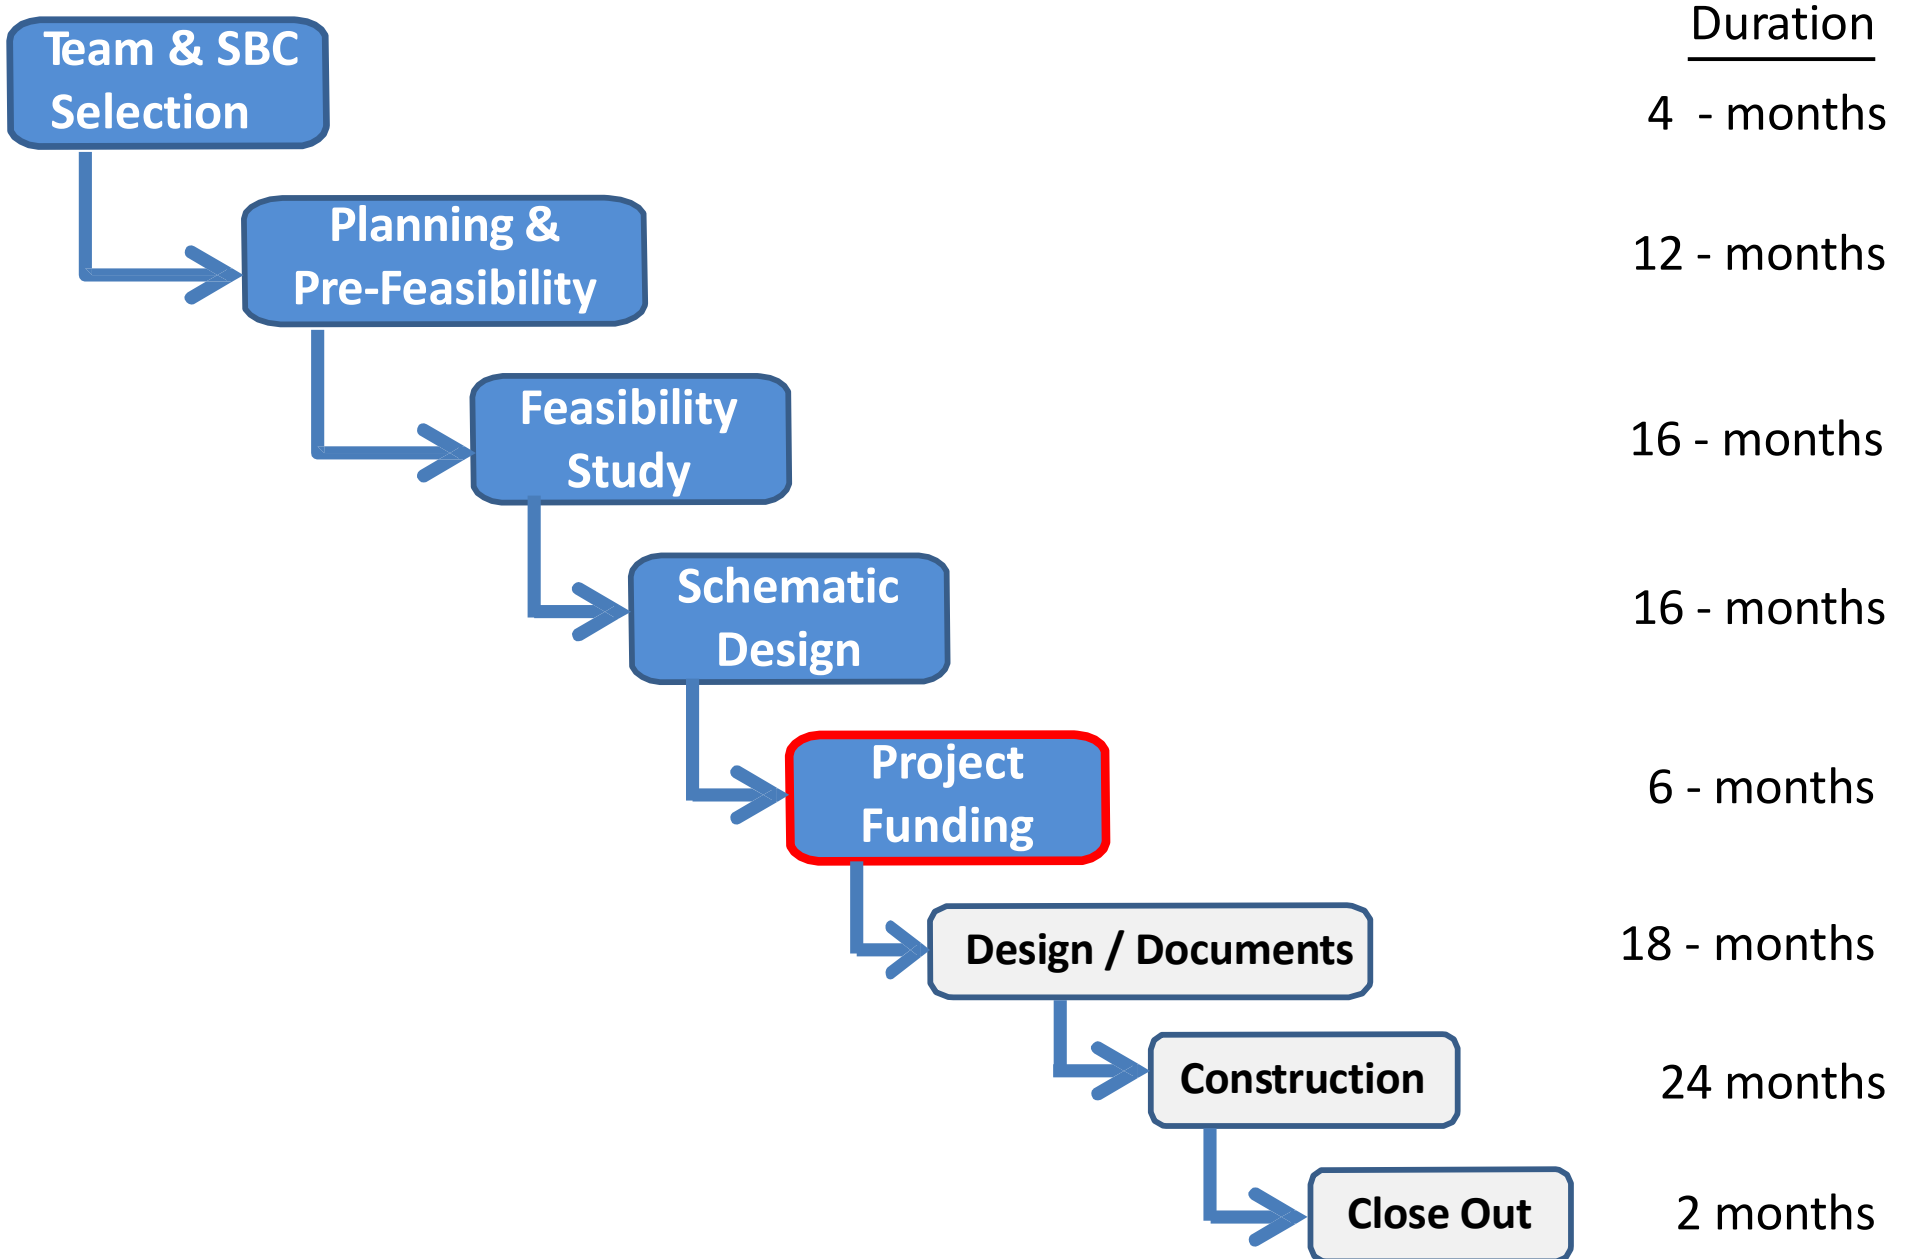 Duration
Team & SBC
Selection
4 - months
Planning &
Pre-Feasibility
12 - months
Feasibility
Study
16 - months
Schematic
Design
16 - months
Project
Funding
6 - months
Design / Documents
18 - months
Construction
24 months
Close Out
2 months